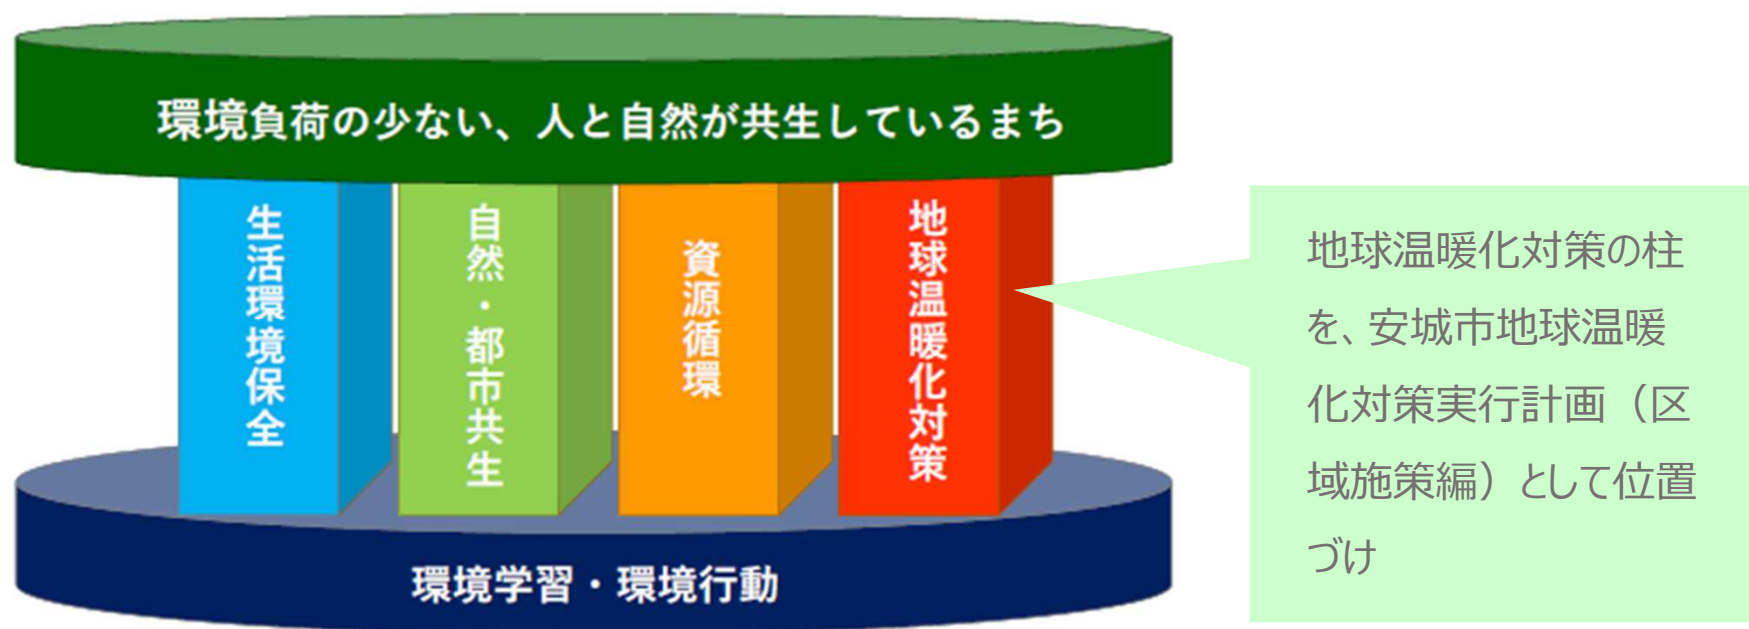 環境負荷の少ない、人と自然が共生しているまち
生活環境保全
自然・都市共生
資源循環
地球温暖化対策
環境学習・環境行動
地球温暖化対策の柱
を、安城市地球温暖
化対策実行計画（区
域施策編）として位置
づけ